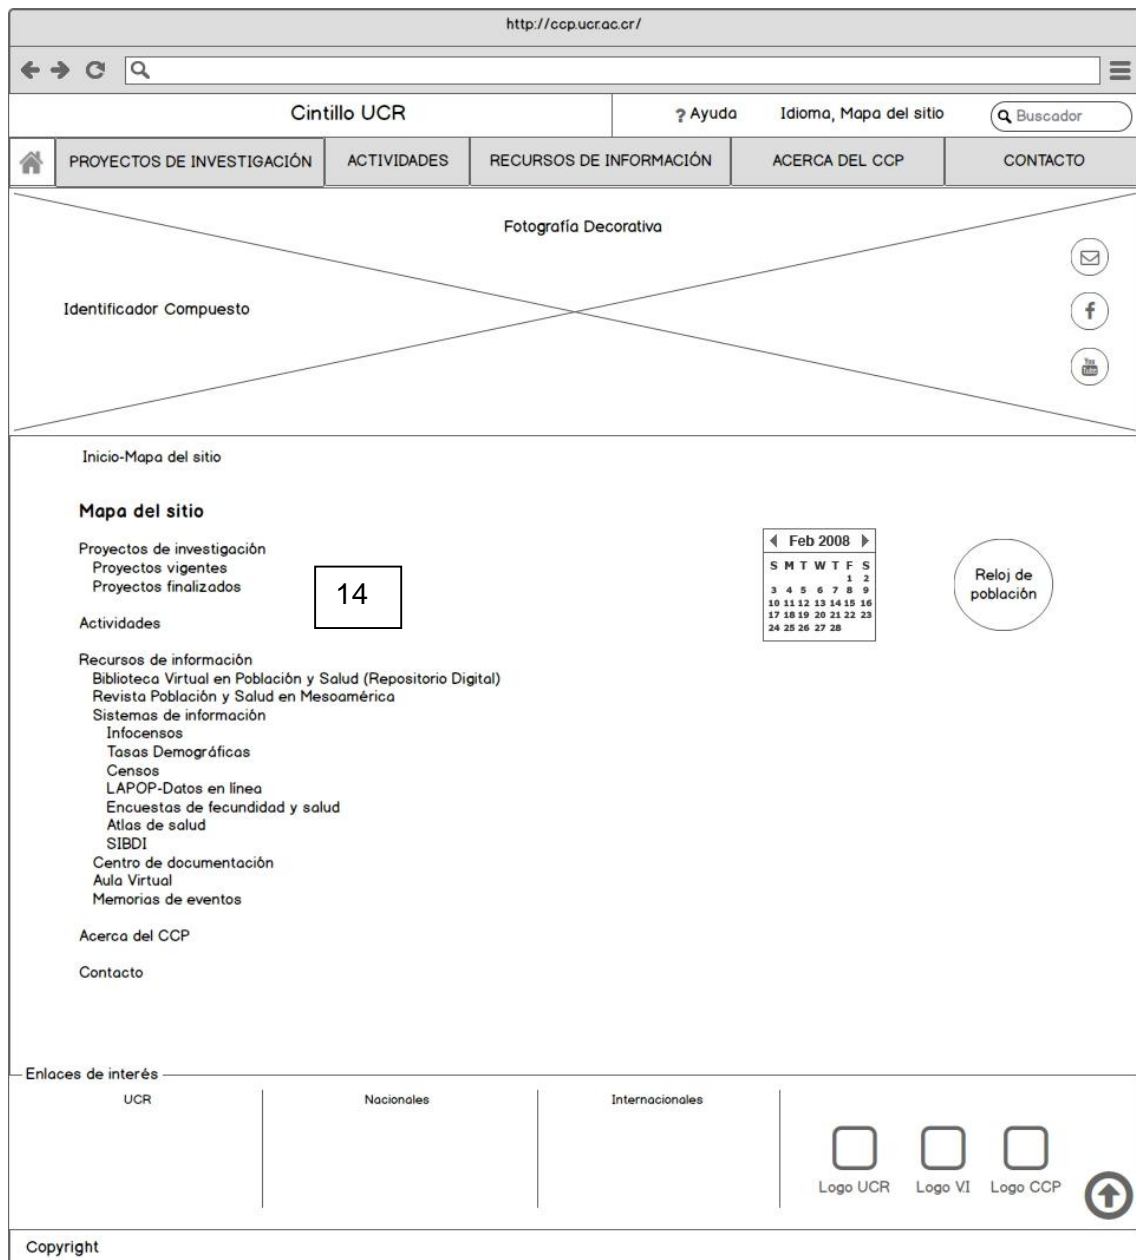 http://ccp.ucr.ac.cr/
Cintillo UCR
? Ayuda
Idioma, Mapa del sitio
Buscador
PROYECTOS DE INVESTIGACIÓN
ACTIVIDADES
RECURSOS DE INFORMACIÓN
ACERCA DEL CCP
CONTACTO
Fotografía Decorativa
Identificador Compuesto
f
You Tube
Inicio-Mapa del sitio
Mapa del sitio
Proyectos de investigación
Proyectos vigentes
Proyectos finalizados
14
Actividades
Recursos de información
Biblioteca Virtual en Población y Salud (Repositorio Digital)
Revista Población y Salud en Mesoamérica
Sistemas de información
Infocensos
Tasas Demográficas
Censos
LAPOP-Datos en línea
Encuestas de fecundidad y salud
Atlas de salud
SIBDI
Centro de documentación
Aula Virtual
Memorias de eventos
Acerca del CCP
Contacto
Feb 2008
S M T W T F S
1 2
3 4 5 6 7 8 9
10 11 12 13 14 15 16
17 18 19 20 21 22 23
24 25 26 27 28
Reloj de
población
Enlaces de interés
UCR
Nacionales
Internacionales
Logo UCR
Logo V.I
Logo CCP
Copyright